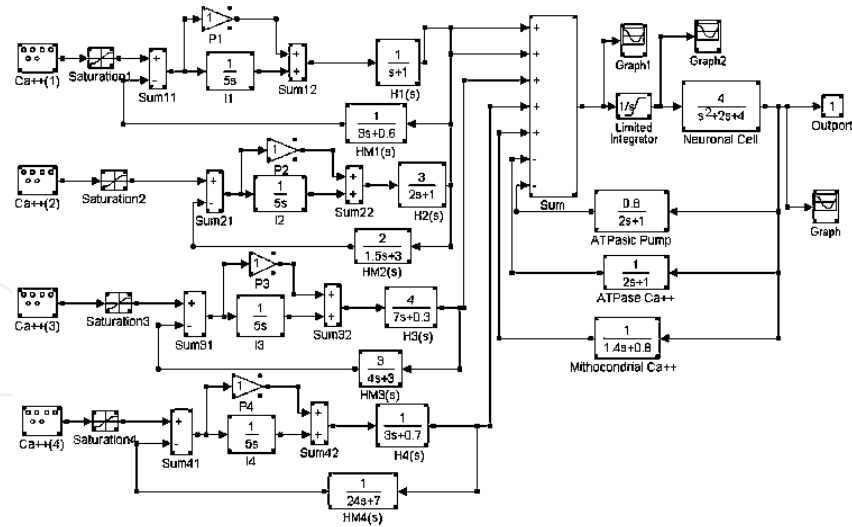 Ca++(1)
Saturation1
+
-
Sum11
1
P1
1
5s
I1
+
+
Sum12
1
s+1
H1(s)
1
3s+0.6
HM1(s)
Ca++(2)
Saturation2
+
-
Sum21
1
P2
1
5s
I2
+
+
Sum22
3
2s+1
H2(s)
2
1.5s+3
HM2(s)
Ca++(3)
Saturation3
+
-
Sum31
1
P3
1
5s
I3
+
+
Sum32
4
7s+0.3
H3(s)
3
4s+3
HM3(s)
Ca++(4)
Saturation4
+
-
Sum41
1
P4
1
5s
I4
+
+
Sum42
1
3s+0.7
H4(s)
1
24s+7
HM4(s)
+
+
+
+
+
-
-
Sum
Graph1
Graph2
1/s
Limited
Integrator
4
s2+2s+4
Neuronal Cell
1
Outport
Graph
0.8
2s+1
ATPasic Pump
1
2s+1
ATPase Ca++
1
1.4s+0.8
Mithocondrial Ca++